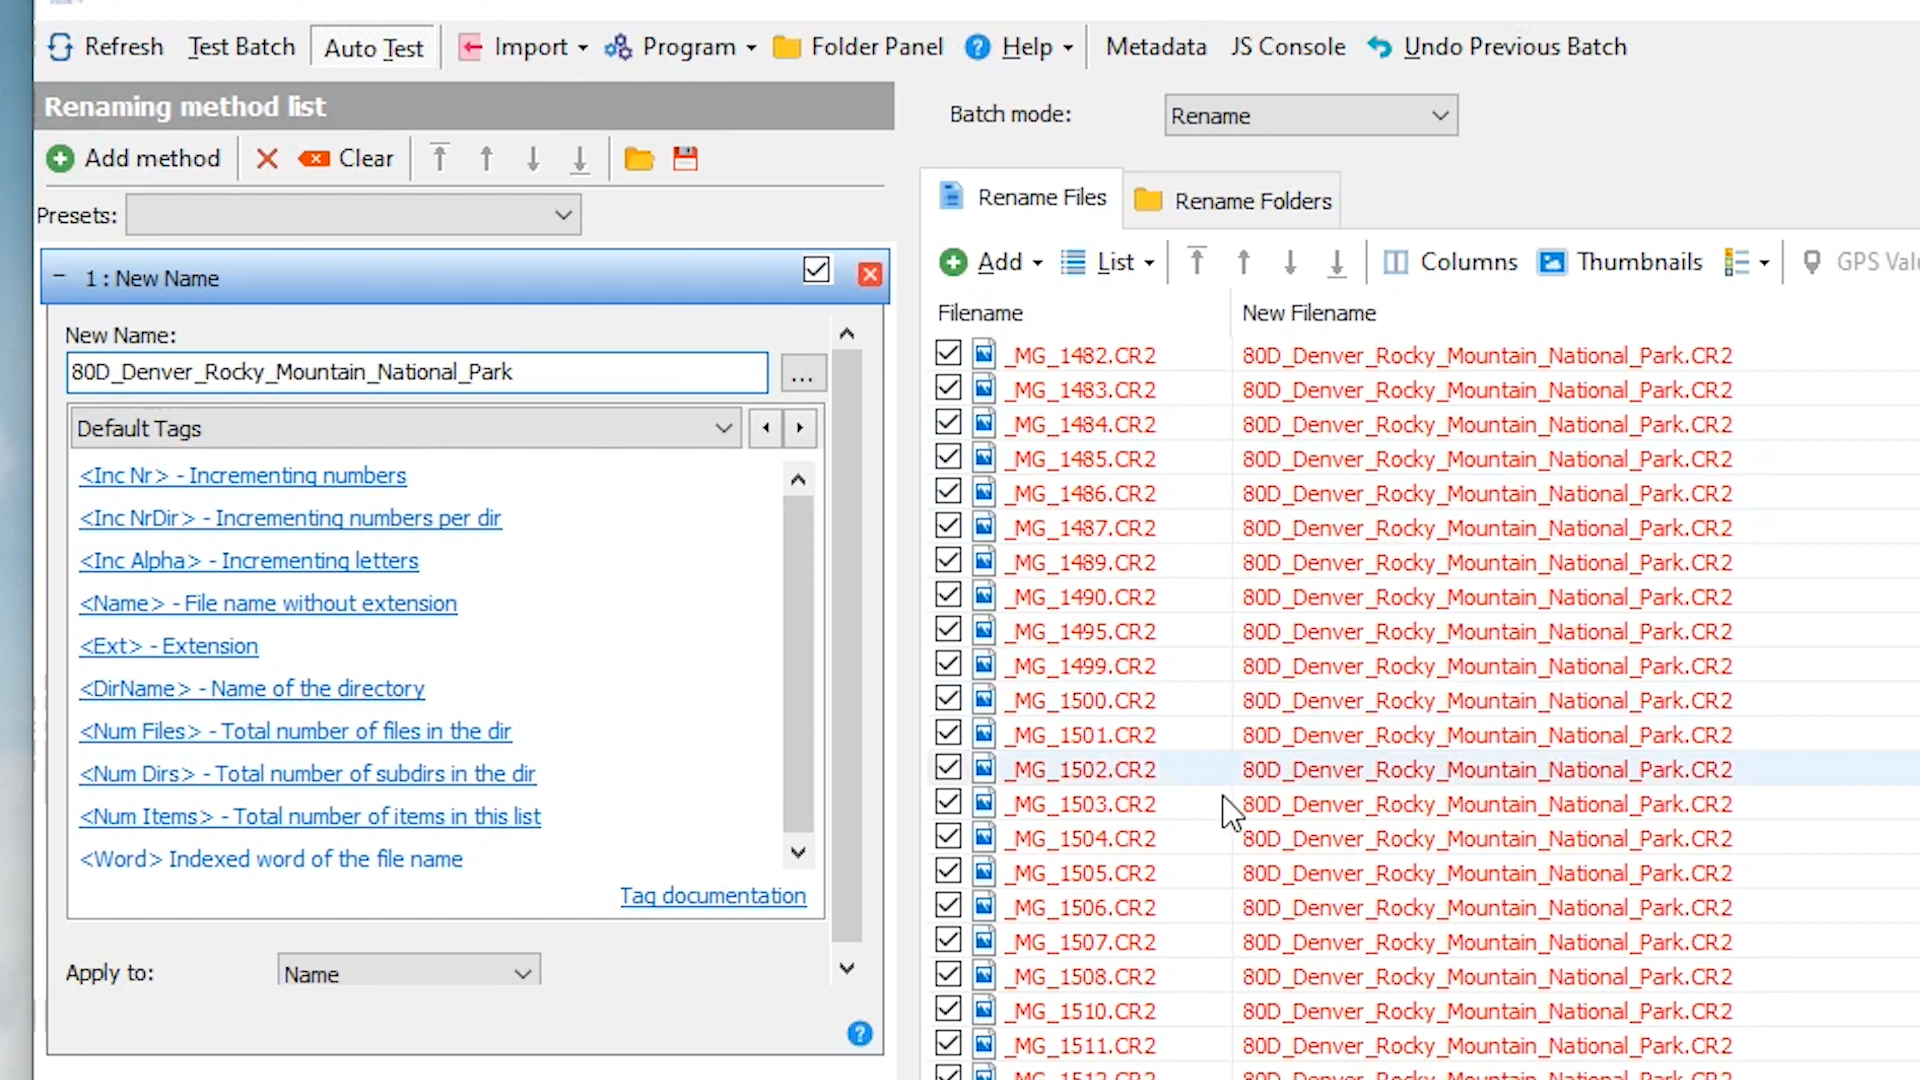 Refresh Test Batch Auto Test Import Program Folder Panel Help Metadata JS Console Undo Previous Batch
Renaming method list
Add method Clear
Presets:
1 : New Name
New Name:
80D_Denver_Rocky_Mountain_National_Park
...
Default Tags
<Inc Nr> - Incrementing numbers
<Inc NrDir> - Incrementing numbers per dir
<Inc Alpha> - Incrementing letters
<Name> - File name without extension
<Ext> - Extension
<DirName> - Name of the directory
<Num Files> - Total number of files in the dir
<Num Dirs> - Total number of subdirs in the dir
<Num Items> - Total number of items in this list
<Word> Indexed word of the file name
Tag documentation
Apply to: Name
Batch mode: Rename
Rename Files Rename Folders
Add List Columns Thumbnails GPS
Filename New Filename
_MG_1482.CR2 80D_Denver_Rocky_Mountain_National_Park.CR2
_MG_1483.CR2 80D_Denver_Rocky_Mountain_National_Park.CR2
_MG_1484.CR2 80D_Denver_Rocky_Mountain_National_Park.CR2
_MG_1485.CR2 80D_Denver_Rocky_Mountain_National_Park.CR2
_MG_1486.CR2 80D_Denver_Rocky_Mountain_National_Park.CR2
_MG_1487.CR2 80D_Denver_Rocky_Mountain_National_Park.CR2
_MG_1489.CR2 80D_Denver_Rocky_Mountain_National_Park.CR2
_MG_1490.CR2 80D_Denver_Rocky_Mountain_National_Park.CR2
_MG_1495.CR2 80D_Denver_Rocky_Mountain_National_Park.CR2
_MG_1499.CR2 80D_Denver_Rocky_Mountain_National_Park.CR2
_MG_1500.CR2 80D_Denver_Rocky_Mountain_National_Park.CR2
_MG_1501.CR2 80D_Denver_Rocky_Mountain_National_Park.CR2
_MG_1502.CR2 80D_Denver_Rocky_Mountain_National_Park.CR2
_MG_1503.CR2 80D_Denver_Rocky_Mountain_National_Park.CR2
_MG_1504.CR2 80D_Denver_Rocky_Mountain_National_Park.CR2
_MG_1505.CR2 80D_Denver_Rocky_Mountain_National_Park.CR2
_MG_1506.CR2 80D_Denver_Rocky_Mountain_National_Park.CR2
_MG_1507.CR2 80D_Denver_Rocky_Mountain_National_Park.CR2
_MG_1508.CR2 80D_Denver_Rocky_Mountain_National_Park.CR2
_MG_1510.CR2 80D_Denver_Rocky_Mountain_National_Park.CR2
_MG_1511.CR2 80D_Denver_Rocky_Mountain_National_Park.CR2